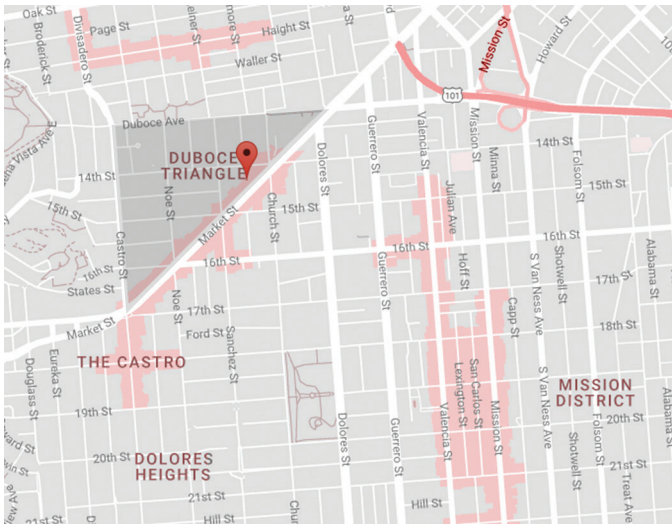 Oak St
Page St
Divisadero St
Broderick St
Haight St
Waller St
Mission St
Howard St
101
Buena Vista Ave E
Duboce Ave
DUBOCE
TRIANGLE
14th St
Noe St
15th St
Castro St
16th St
States St
Market St
Church St
15th St
16th St
Dolores St
Guerrero St
Valencia St
Mission St
Minna St
Julian Ave
14th St
Folsom St
15th St
16th St
Guerrero St
Hoff St
S Van Ness Ave
Shotwell St
Alabama St
17th St
Noe St
17th St
Market St
Ford St
Sanchez St
Capp St
18th St
Eureka St
Douglass St
THE CASTRO
San Carlos St
Lexington St
S Van Ness Ave
MISSION
DISTRICT
19th St
Dolores St
Guerrero St
Valencia St
Mission St
Shotwell St
Folsom St
20th St
Alabama St
20th St
DOLORES
HEIGHTS
21st St
Treat Ave
21st St
Hill St
22nd St